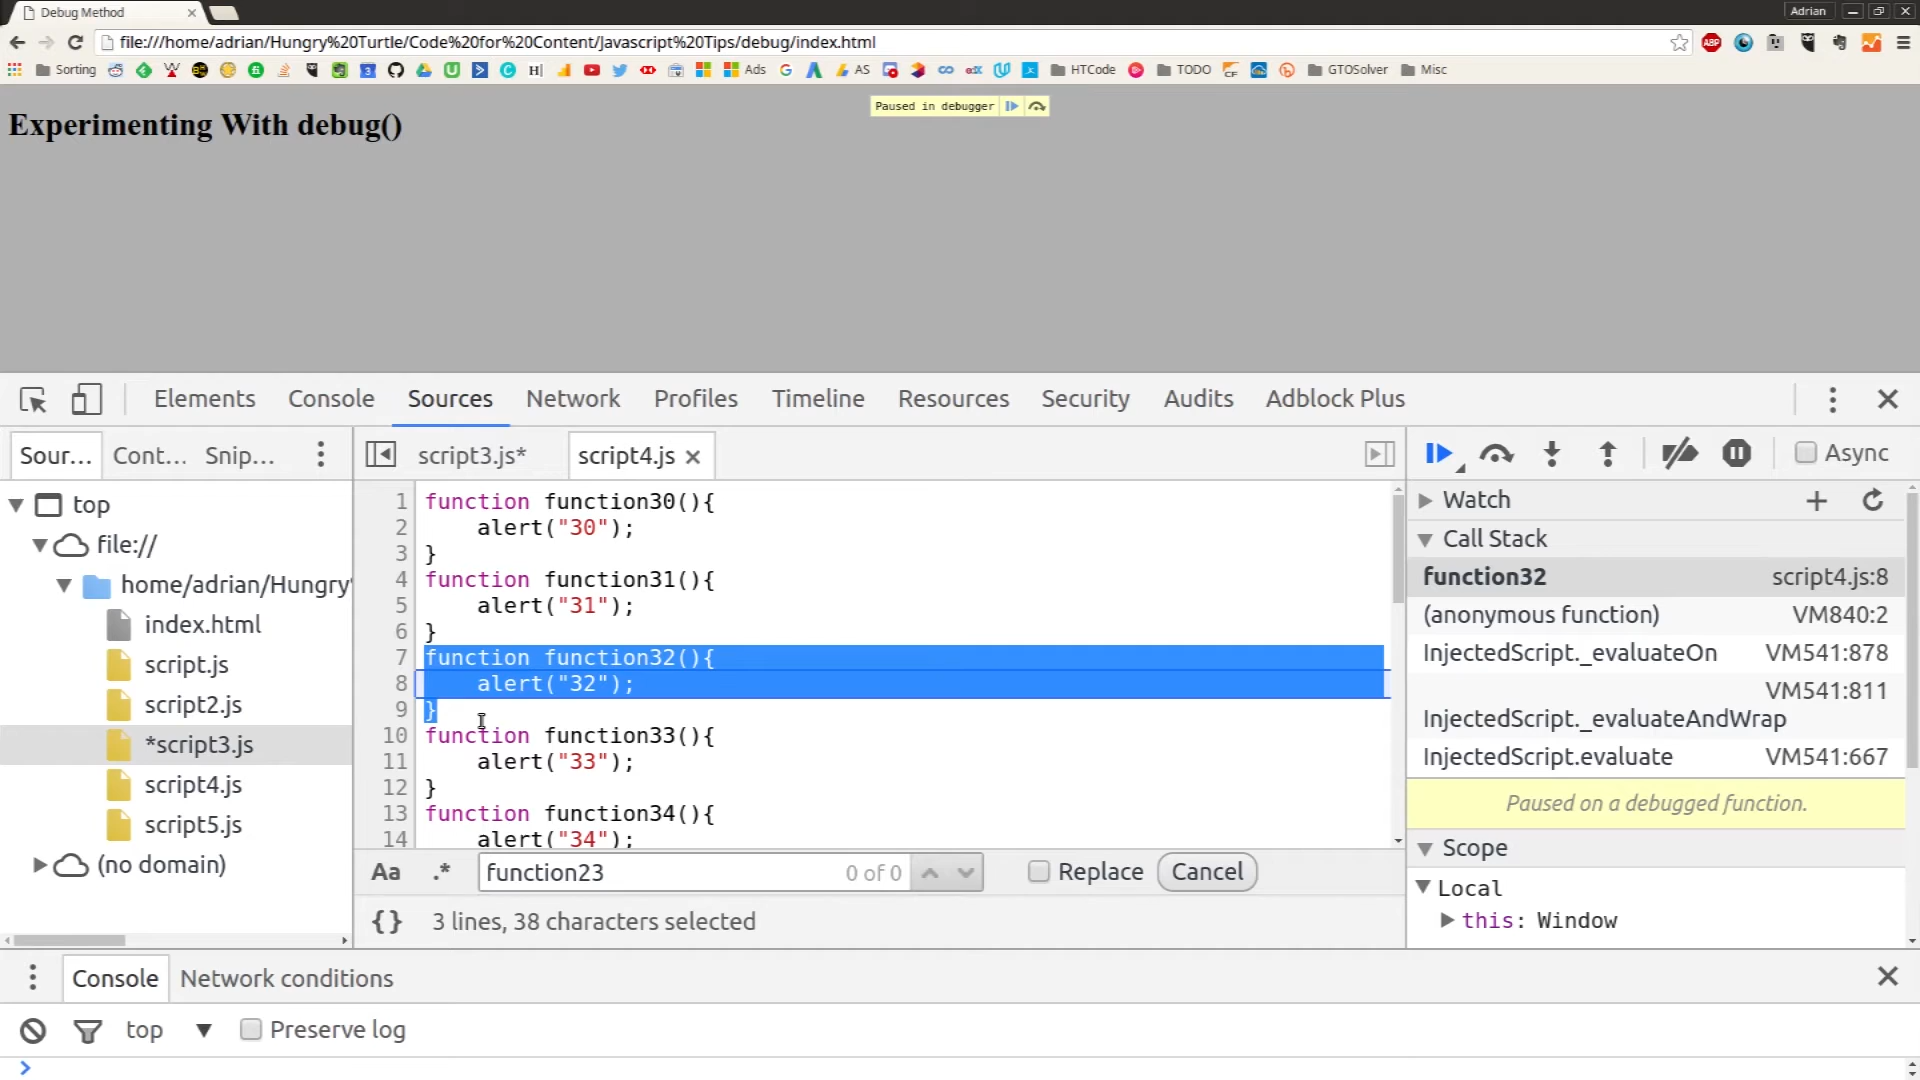 Debug Method
Adrian
file:///home/adrian/Hungry%20Turtle/Code%20for%20Content/Javascript%20Tips/debug/index.html
Sorting Ads AS HTCode TODO GTOSolver Misc
Paused in debugger
Experimenting With debug()
Elements Console Sources Network Profiles Timeline Resources Security Audits Adblock Plus
Sour... Cont... Snip...
script3.js* script4.js
Async
top
file://
home/adrian/Hungry
index.html
script.js
script2.js
*script3.js
script4.js
script5.js
(no domain)
1 function function30(){
2 alert("30");
3 }
4 function function31(){
5 alert("31");
6 }
7 function function32(){
8 alert("32");
9 }
10 function function33(){
11 alert("33");
12 }
13 function function34(){
14 alert("34");
Aa .* function23 0 of 0 Replace Cancel
{} 3 lines, 38 characters selected
Watch
Call Stack
function32 script4.js:8
(anonymous function) VM840:2
InjectedScript._evaluateOn VM541:878
VM541:811
InjectedScript._evaluateAndWrap
InjectedScript.evaluate VM541:667
Paused on a debugged function.
Scope
Local
this: Window
Console Network conditions
top Preserve log